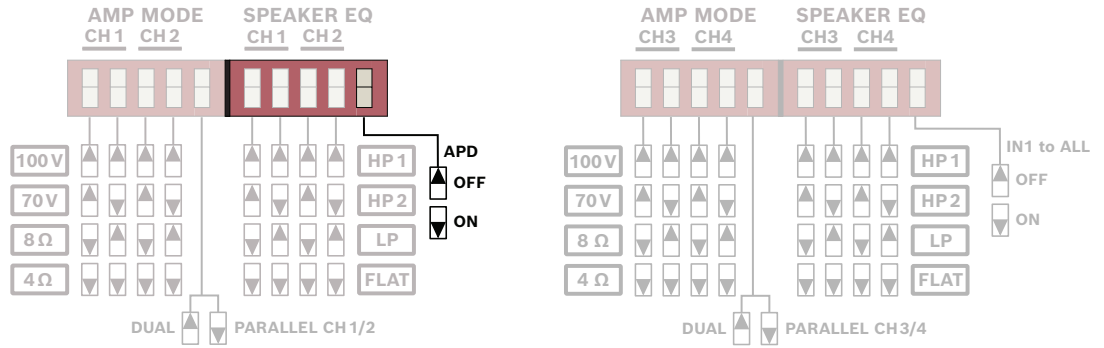 AMP MODE SPEAKER EQ AMP MODE SPEAKER EQ
CH 1 CH 2 CH 1 CH 2 CH3 CH4 CH3 CH4
APD IN1 to ALL
100 V HP 1 100 V HP 1
OFF OFF
70 V HP 2 70 V HP 2
ON ON
8 Ω LP 8 Ω LP
4 Ω FLAT 4 Ω FLAT
DUAL PARALLEL CH 1/2 DUAL PARALLEL CH 3/4